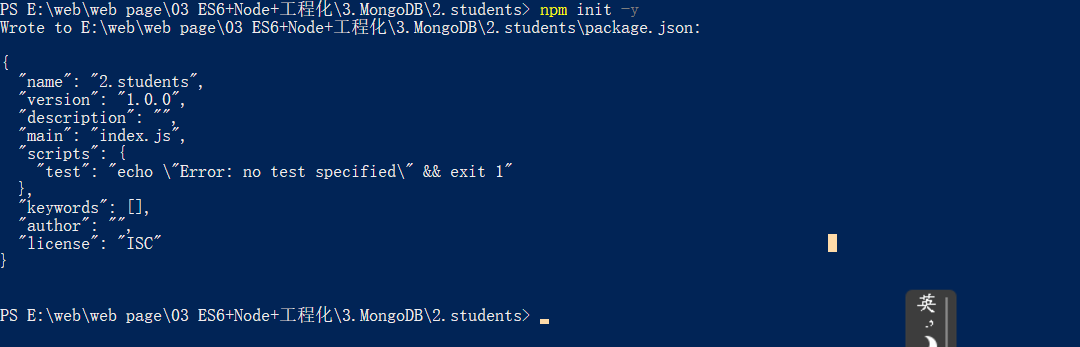 PS E:\web\web page\03 ES6+Node+工程化\3.MongoDB\2.students> npm init -y
Wrote to E:\web\web page\03 ES6+Node+工程化\3.MongoDB\2.students\package.json:
{
  "name": "2.students",
  "version": "1.0.0",
  "description": "",
  "main": "index.js",
  "scripts": {
    "test": "echo \"Error: no test specified\" && exit 1"
  },
  "keywords": [],
  "author": "",
  "license": "ISC"
}
PS E:\web\web page\03 ES6+Node+工程化\3.MongoDB\2.students>
英